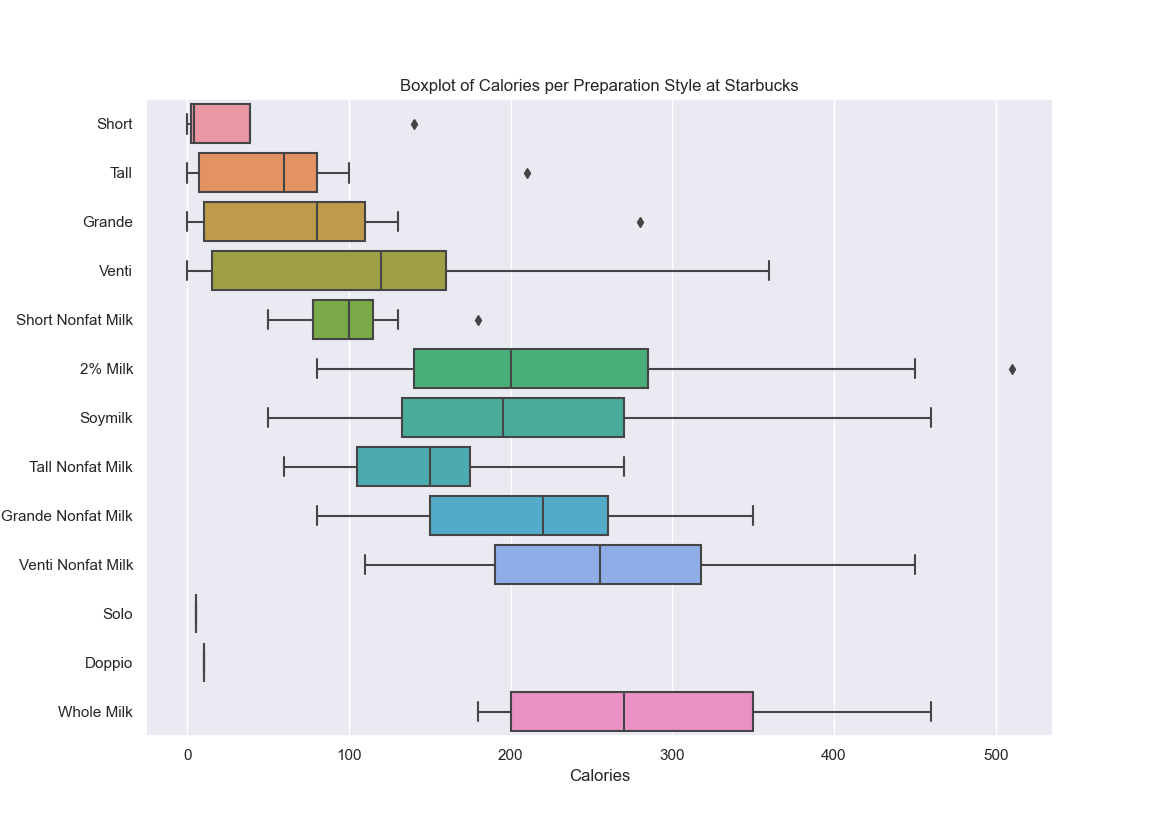 Boxplot of Calories per Preparation Style at Starbucks
Short
Tall
Grande
Venti
Short Nonfat Milk
2% Milk
Soymilk
Tall Nonfat Milk
Grande Nonfat Milk
Venti Nonfat Milk
Solo
Doppio
Whole Milk
0 100 200 300 400 500
Calories